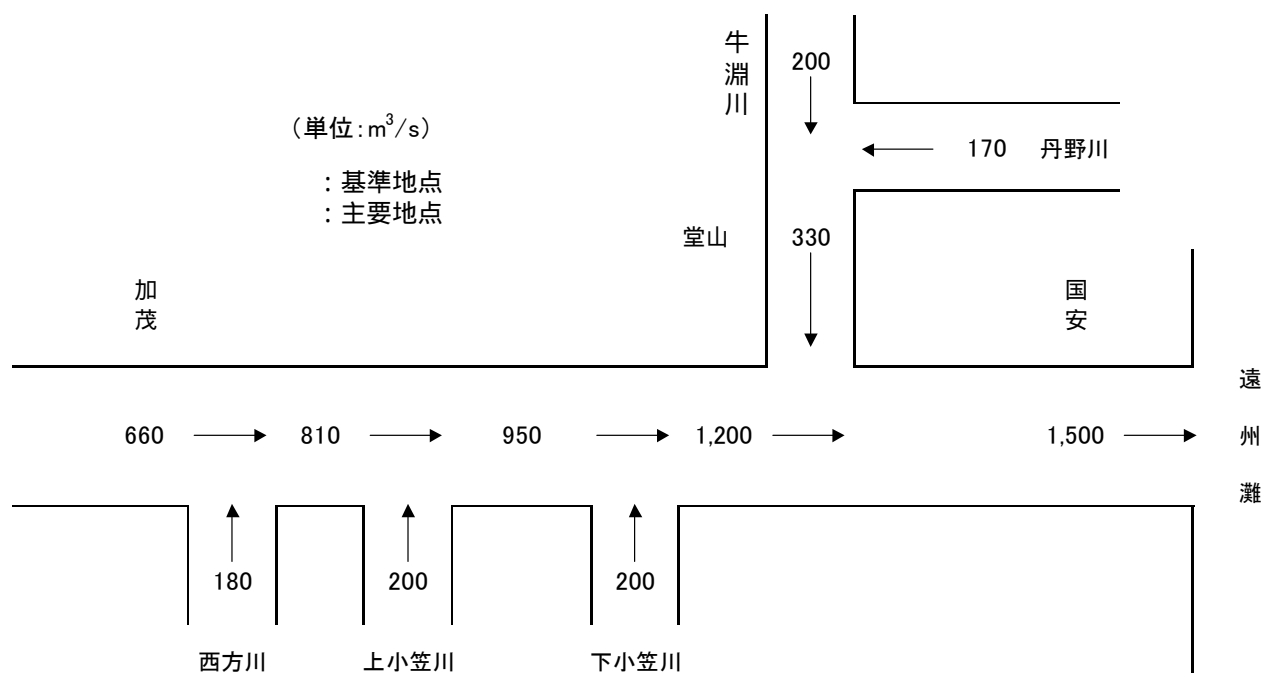 牛淵川
200
(単位:m³/s)
170 丹野川
:基準地点
:主要地点
堂山
330
加茂
国安
遠州灘
660
810
950
1,200
1,500
180
200
200
西方川
上小笠川
下小笠川